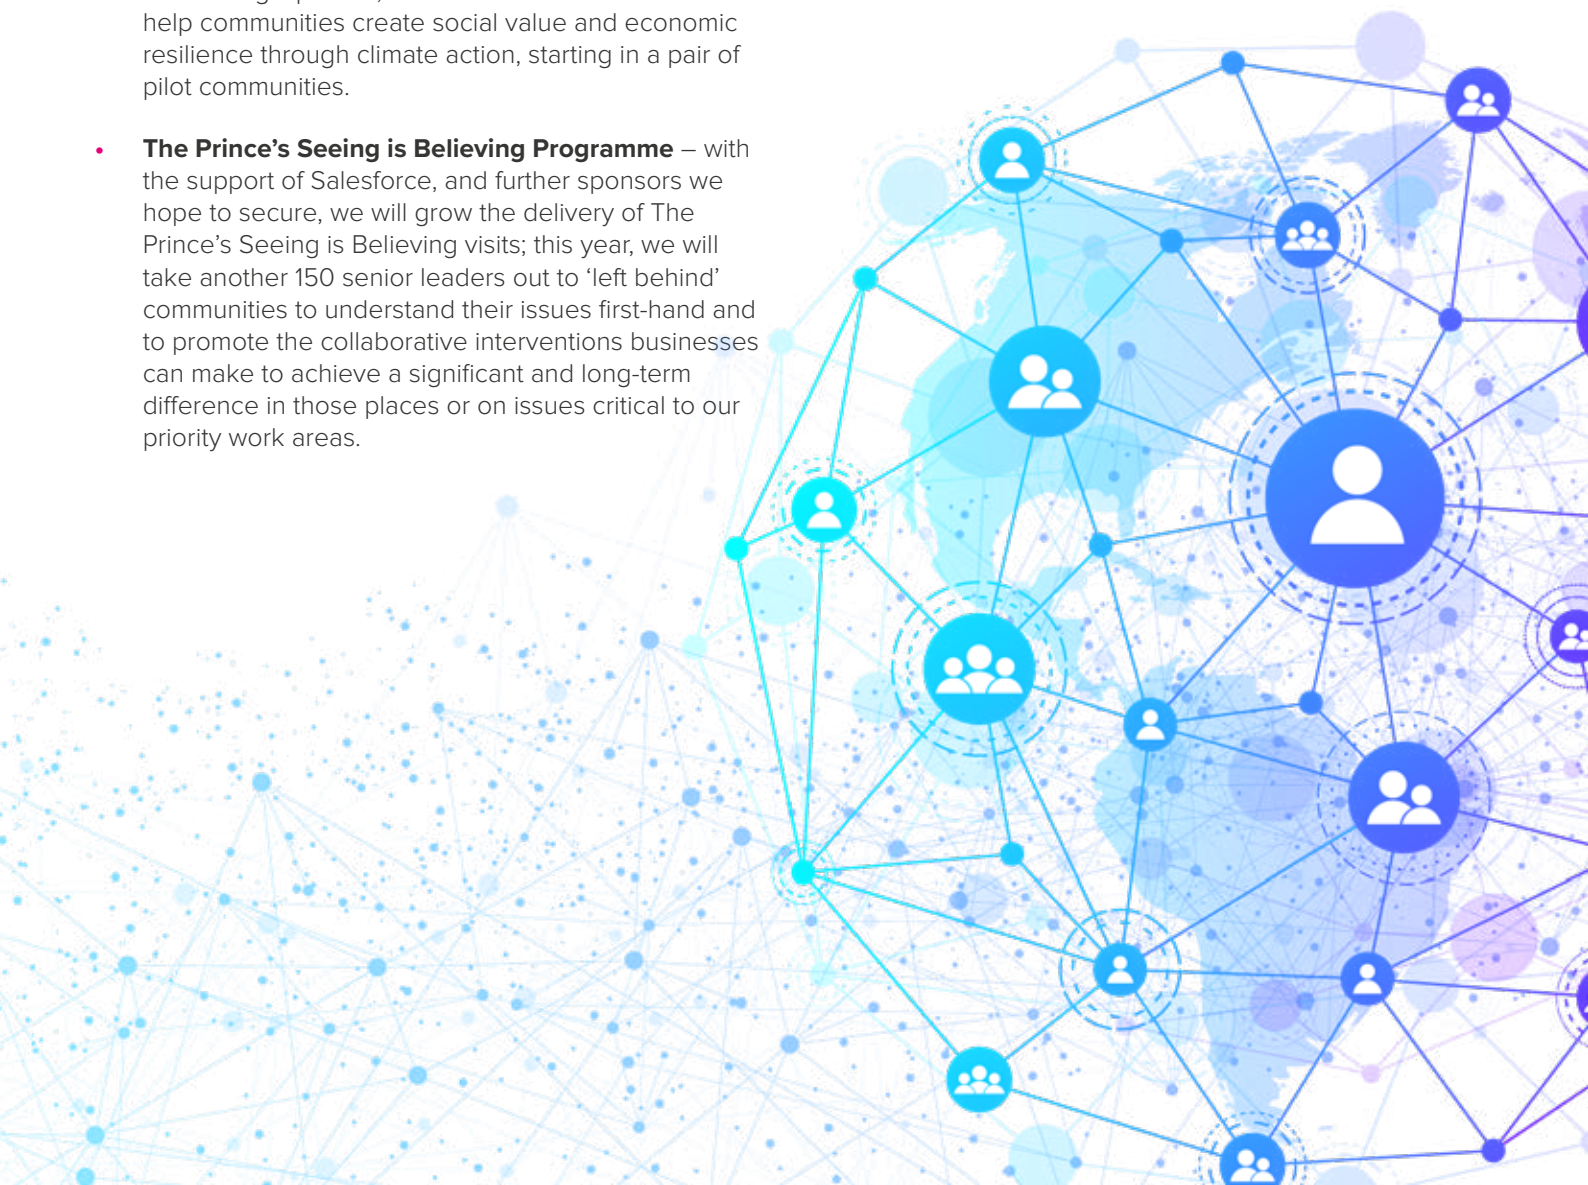 help communities create social value and economic
resilience through climate action, starting in a pair of
pilot communities.
• The Prince’s Seeing is Believing Programme – with
the support of Salesforce, and further sponsors we
hope to secure, we will grow the delivery of The
Prince’s Seeing is Believing visits; this year, we will
take another 150 senior leaders out to ‘left behind’
communities to understand their issues first-hand and
to promote the collaborative interventions businesses
can make to achieve a significant and long-term
difference in those places or on issues critical to our
priority work areas.